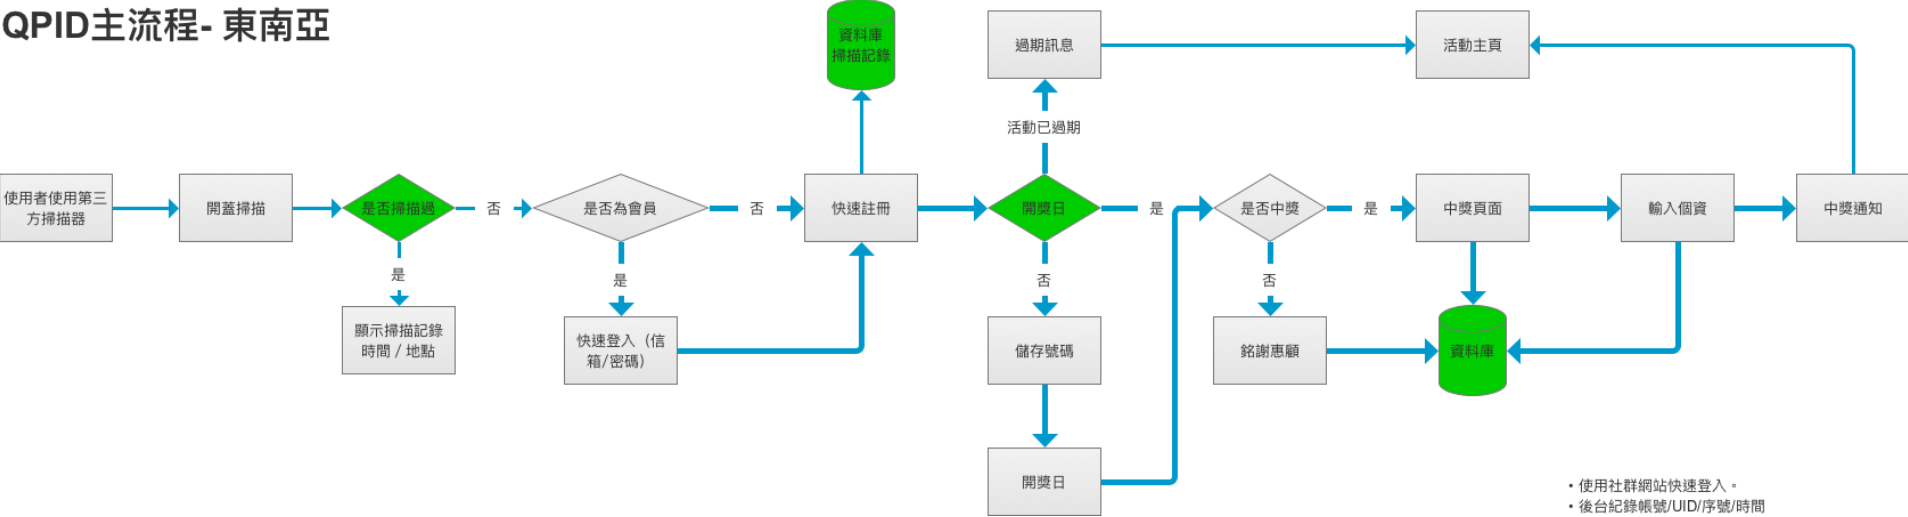 QPID主流程- 東南亞
資料庫
掃描記錄
過期訊息
活動主頁
活動已過期
使用者使用第三
方掃描器
開蓋掃描
是否掃描過
否
是否為會員
否
快速註冊
開獎日
是
是否中獎
是
中獎頁面
輸入個資
中獎通知
是
是
否
否
顯示掃描記錄
時間 / 地點
快速登入（信
箱/密碼）
儲存號碼
銘謝惠顧
資料庫
開獎日
・使用社群網站快速登入。
・後台紀錄帳號/UID/序號/時間